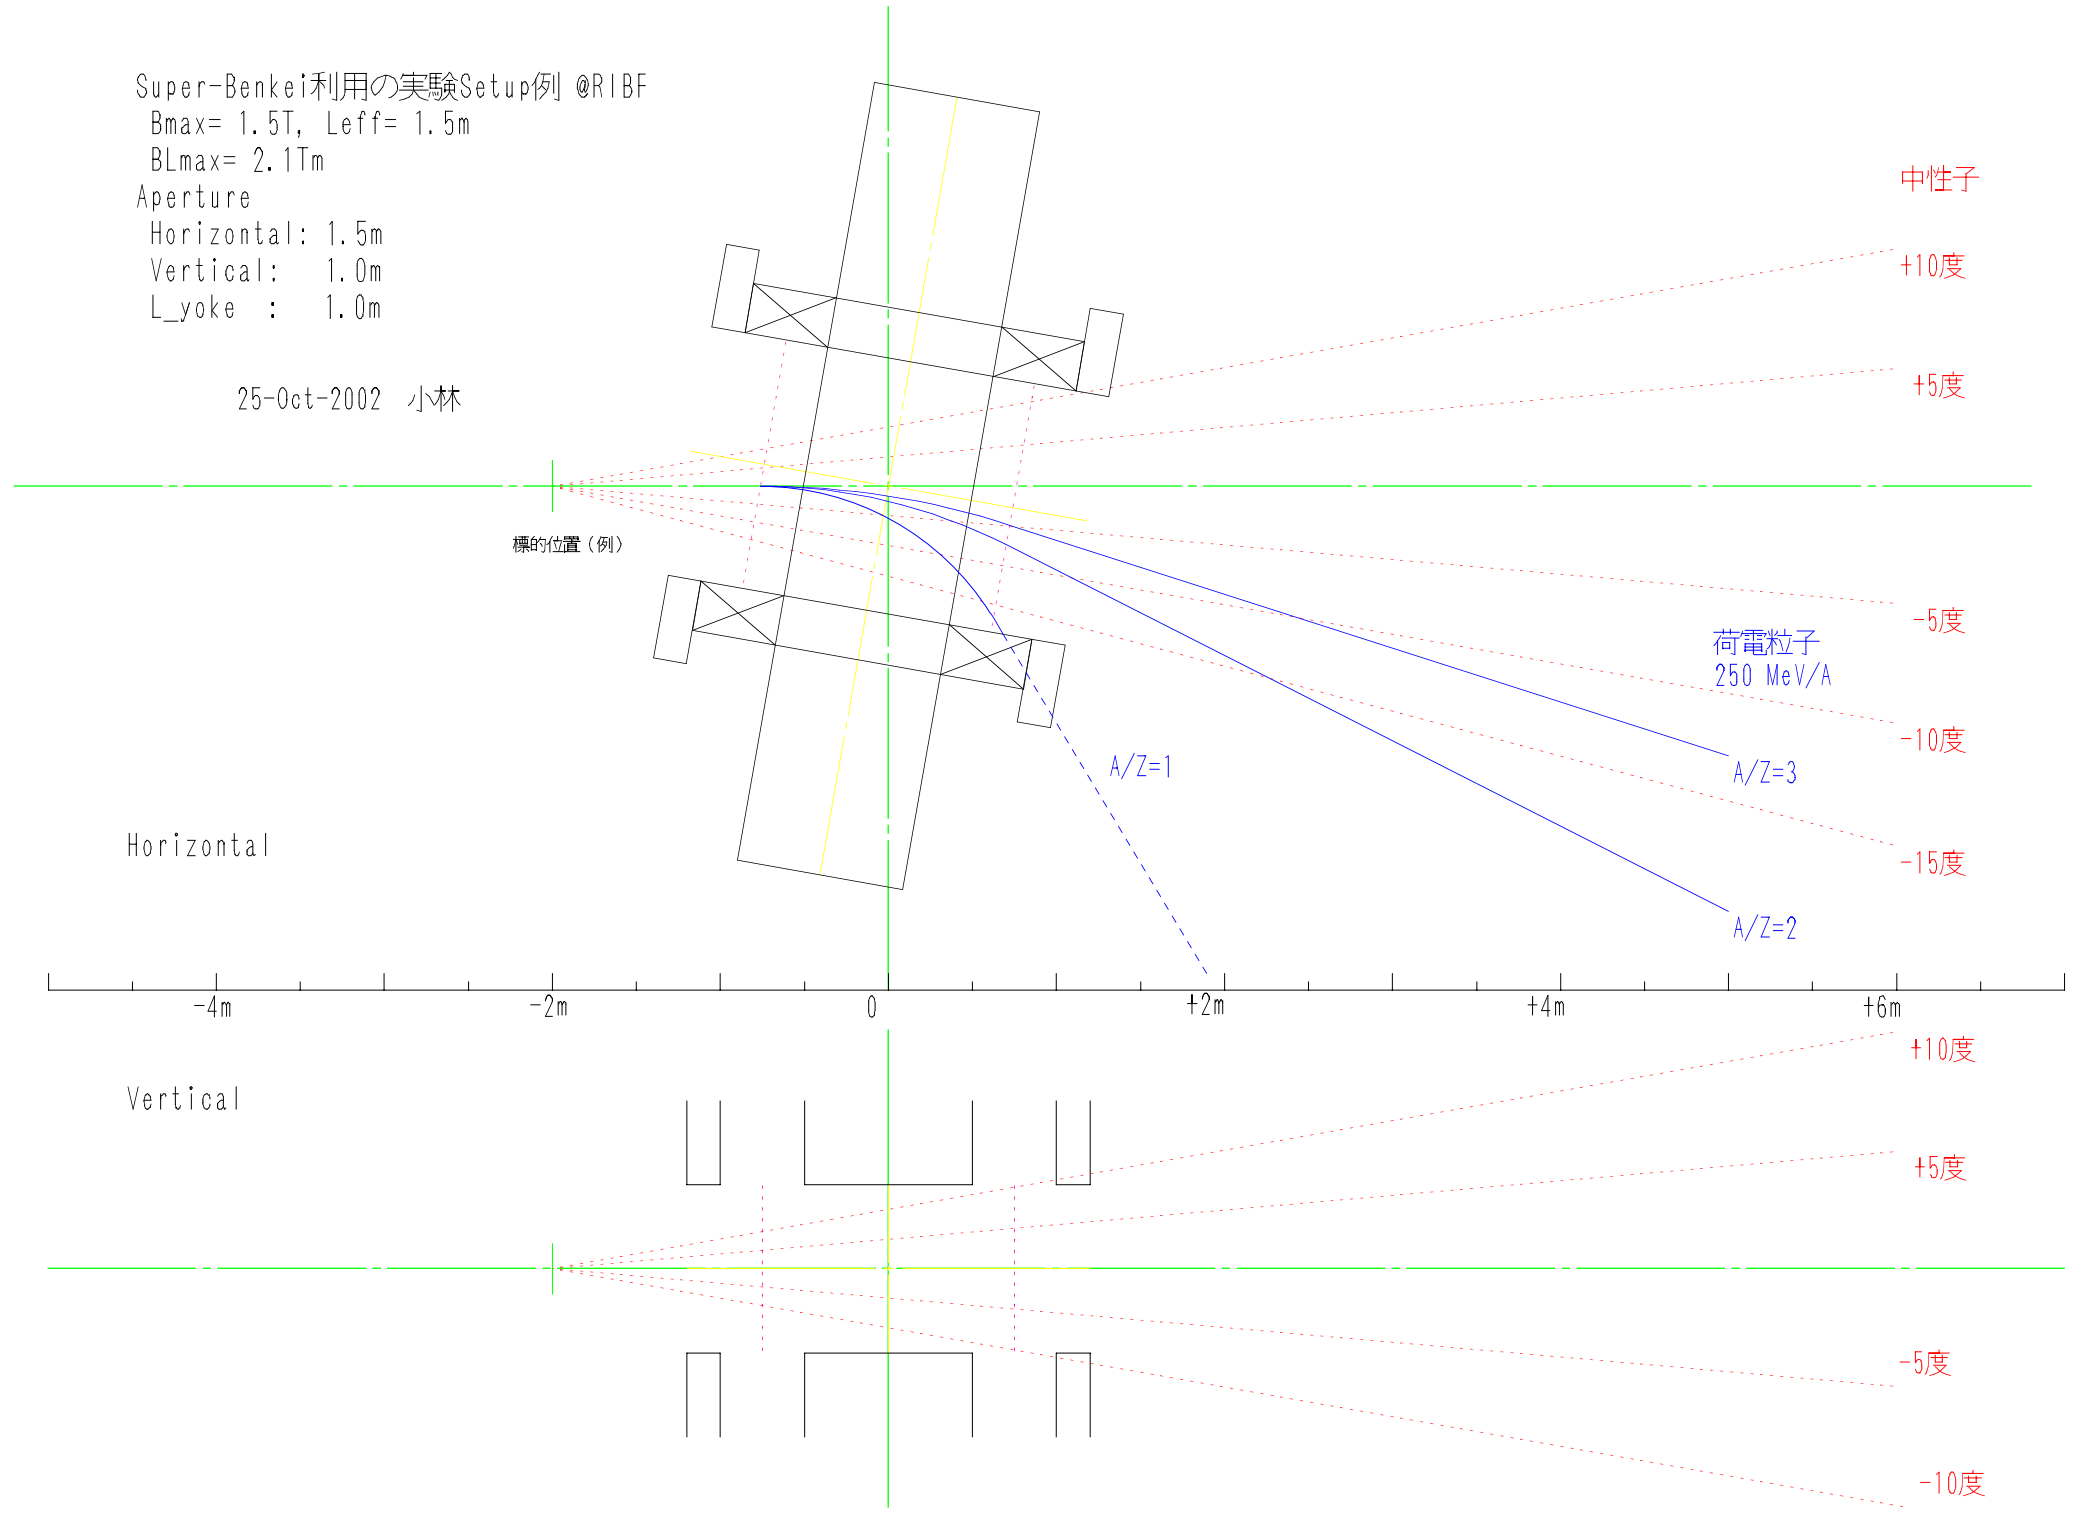 Super-Benkei利用の実験Setup例 @RIBF
Bmax= 1.5T, Leff= 1.5m
BLmax= 2.1Tm
Aperture
Horizontal: 1.5m
Vertical: 1.0m
L_yoke : 1.0m
25-Oct-2002 小林
中性子
+10度
+5度
標的位置（例）
-5度
荷電粒子
250 MeV/A
-10度
A/Z=1
A/Z=3
Horizontal
-15度
A/Z=2
-4m -2m 0 +2m +4m +6m
+10度
Vertical
+5度
-5度
-10度